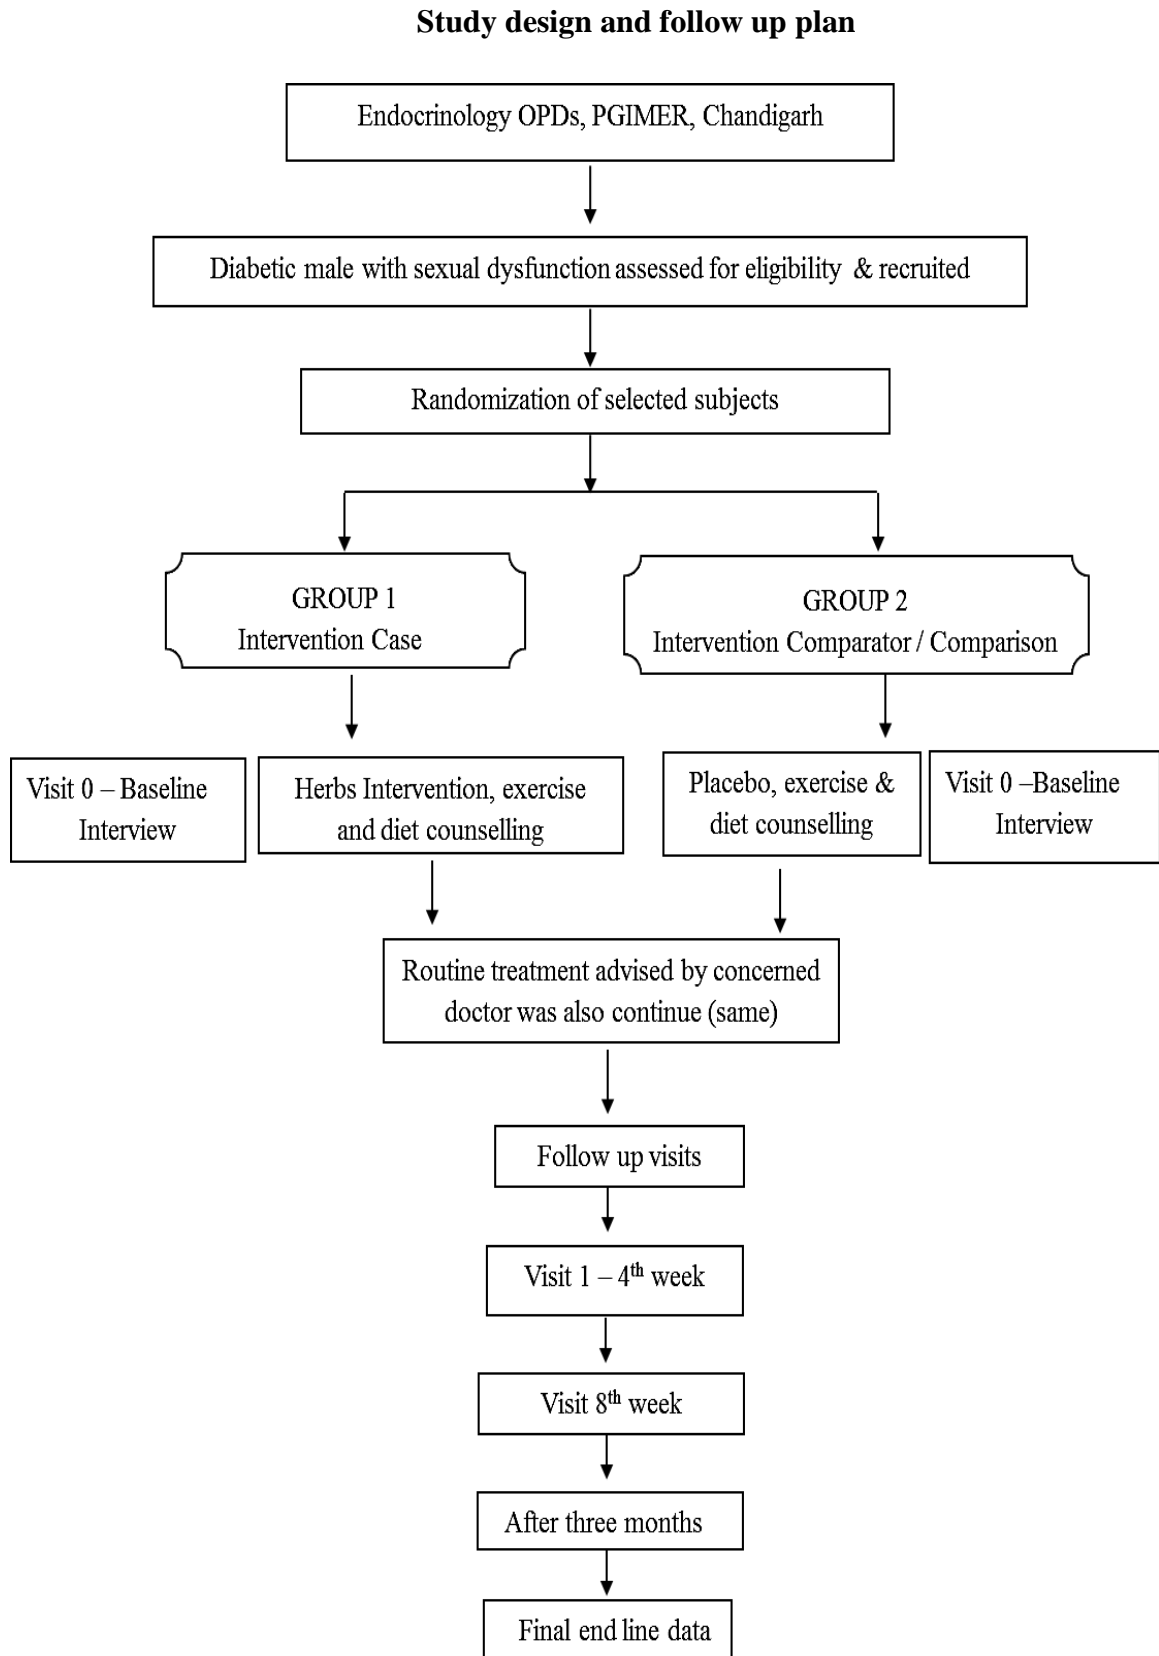 Study design and follow up plan
Endocrinology OPDs, PGIMER, Chandigarh
Diabetic male with sexual dysfunction assessed for eligibility & recruited
Randomization of selected subjects
GROUP 1
Intervention Case
GROUP 2
Intervention Comparator / Comparison
Visit 0 – Baseline
Interview
Herbs Intervention, exercise
and diet counselling
Placebo, exercise &
diet counselling
Visit 0 –Baseline
Interview
Routine treatment advised by concerned
doctor was also continue (same)
Follow up visits
Visit 1 – 4th week
Visit 8th week
After three months
Final end line data